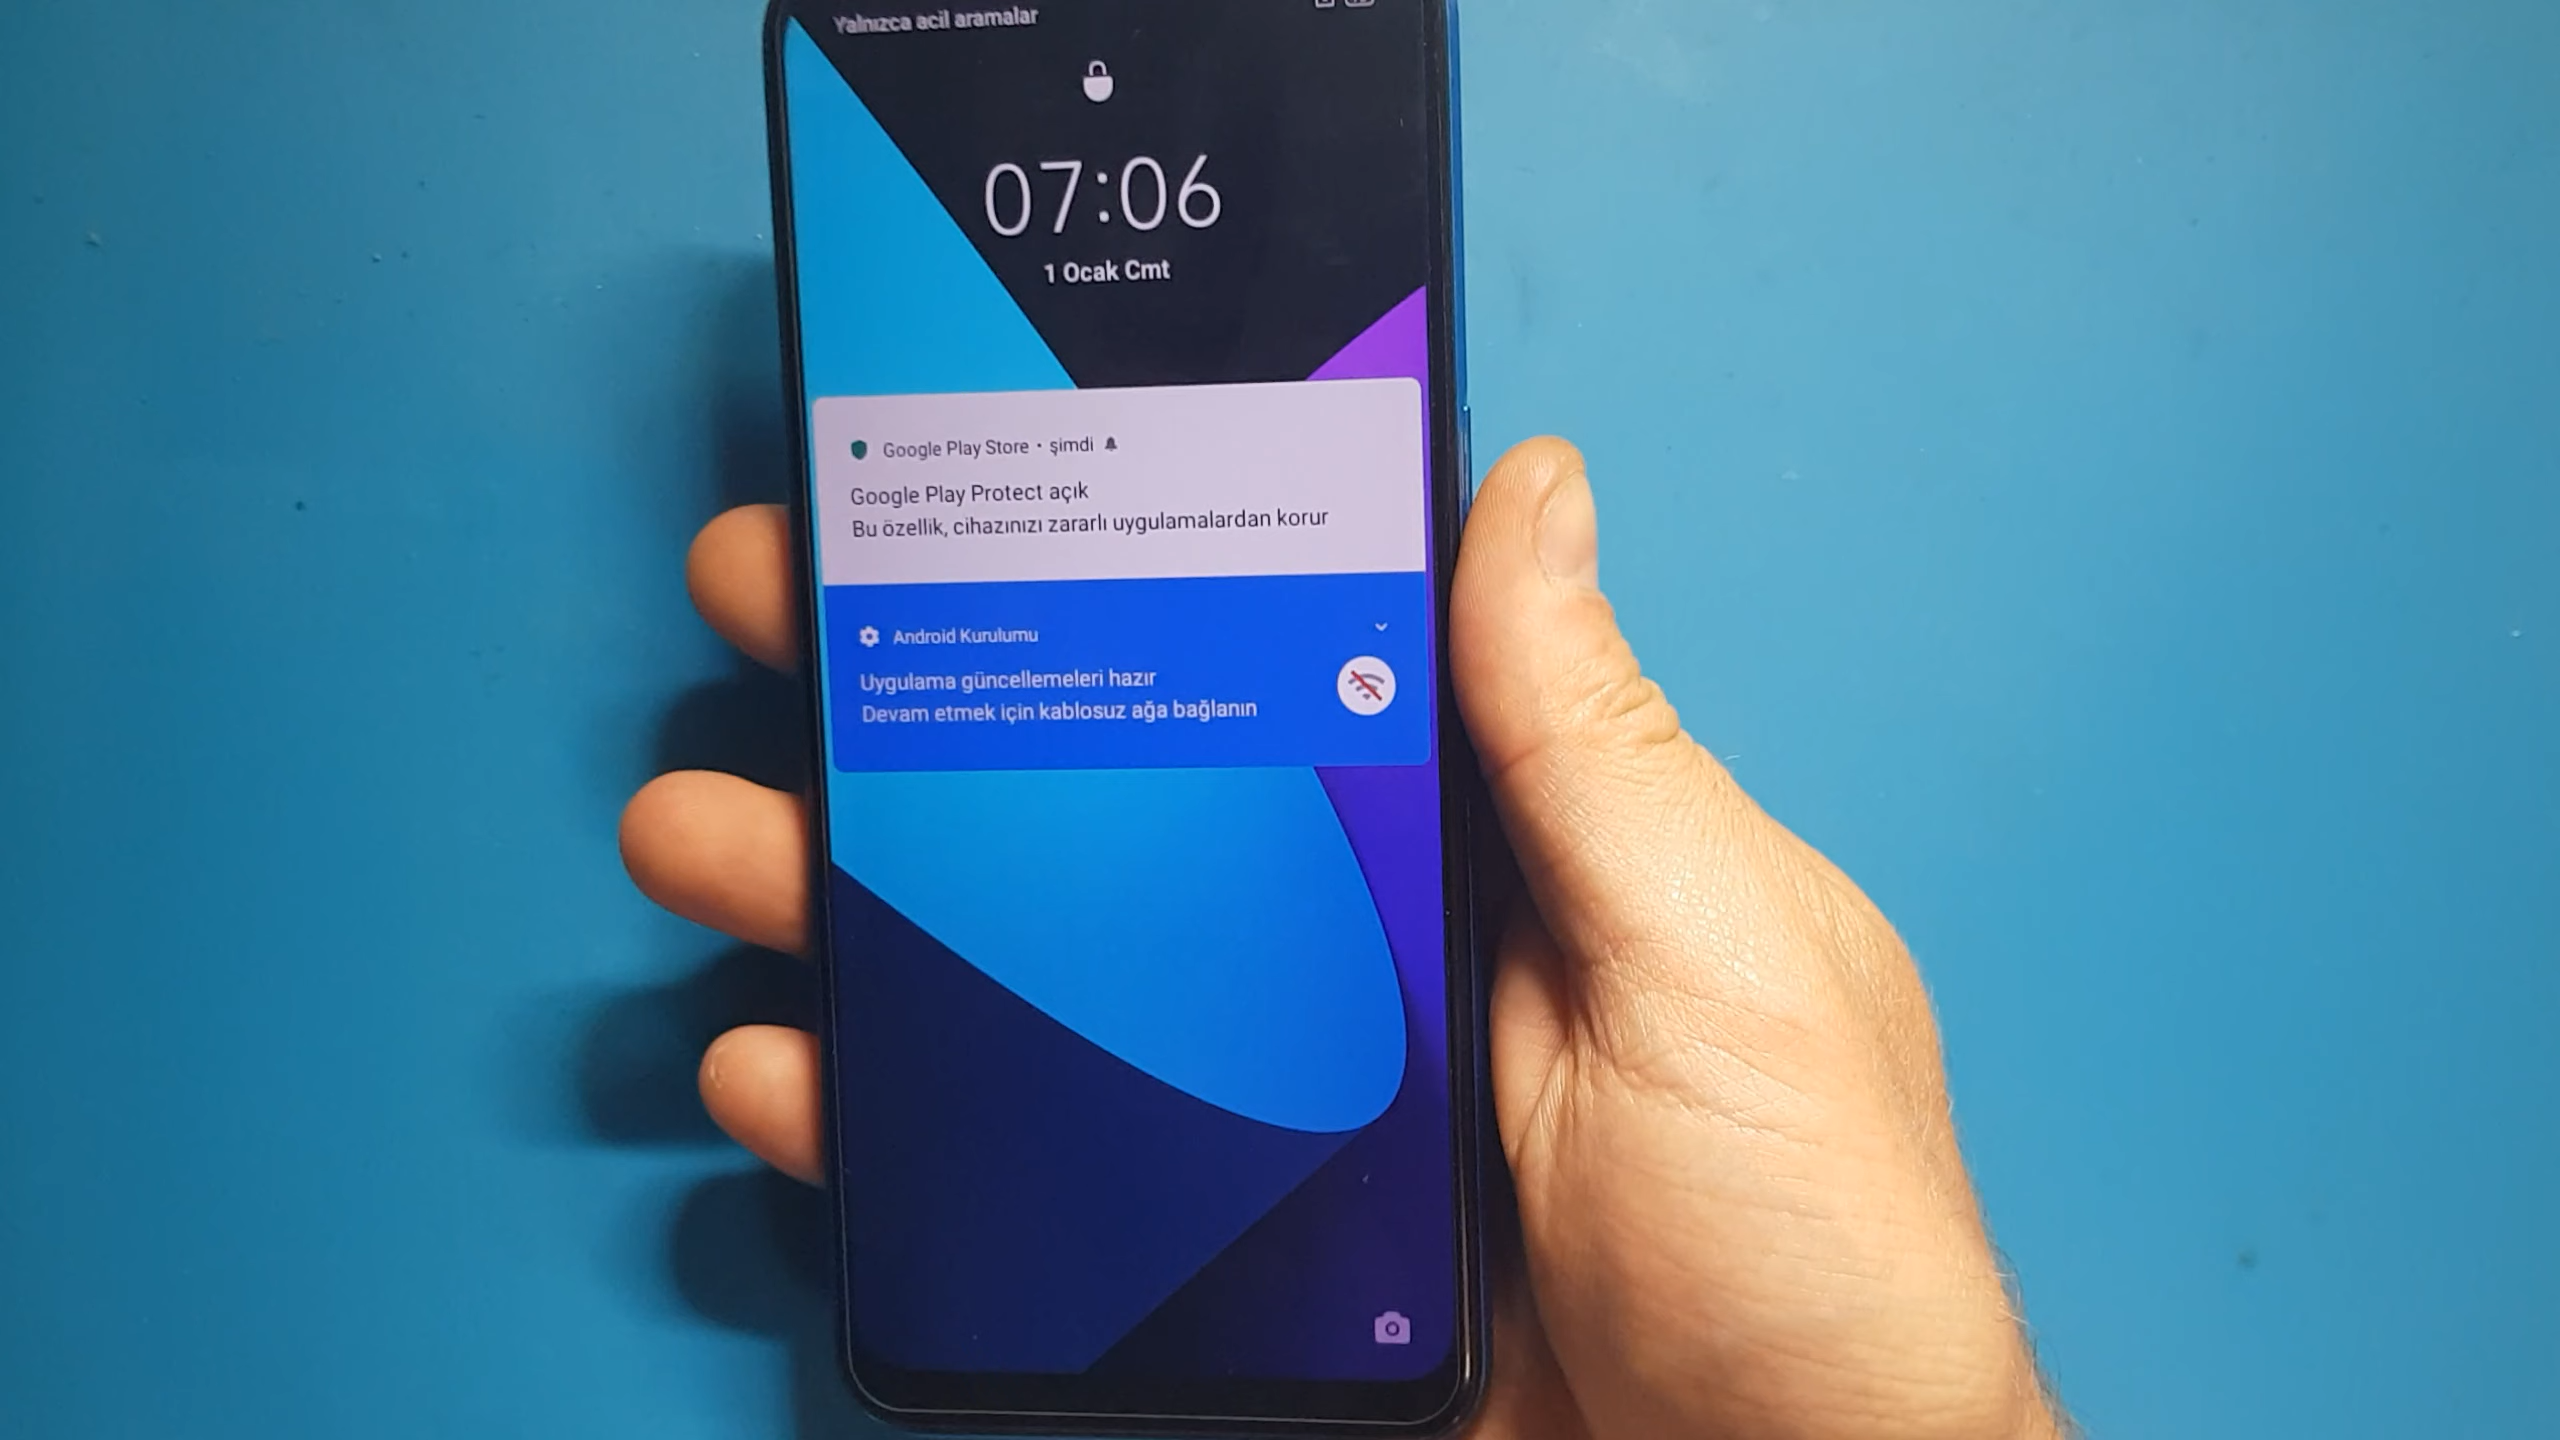 Yalnızca acil aramalar
07:06
1 Ocak Cmt
Google Play Store • şimdi
Google Play Protect açık
Bu özellik, cihazınızı zararlı uygulamalardan korur
Android Kurulumu
Uygulama güncellemeleri hazır
Devam etmek için kablosuz ağa bağlanın